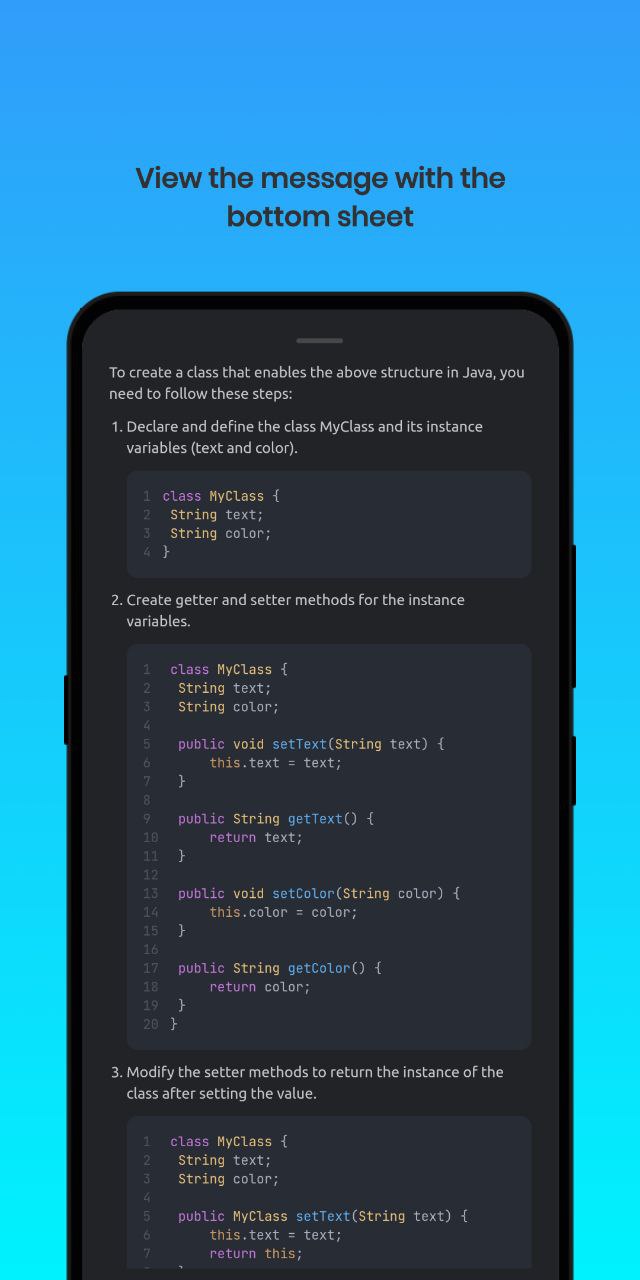 View the message with the
bottom sheet
To create a class that enables the above structure in Java, you
need to follow these steps:
1. Declare and define the class MyClass and its instance
variables (text and color).
1 class MyClass {
2  String text;
3  String color;
4 }
2. Create getter and setter methods for the instance
variables.
1  class MyClass {
2   String text;
3   String color;
4
5   public void setText(String text) {
6       this.text = text;
7   }
8
9   public String getText() {
10      return text;
11  }
12
13  public void setColor(String color) {
14      this.color = color;
15  }
16
17  public String getColor() {
18      return color;
19  }
20 }
3. Modify the setter methods to return the instance of the
class after setting the value.
1  class MyClass {
2   String text;
3   String color;
4
5   public MyClass setText(String text) {
6       this.text = text;
7       return this;